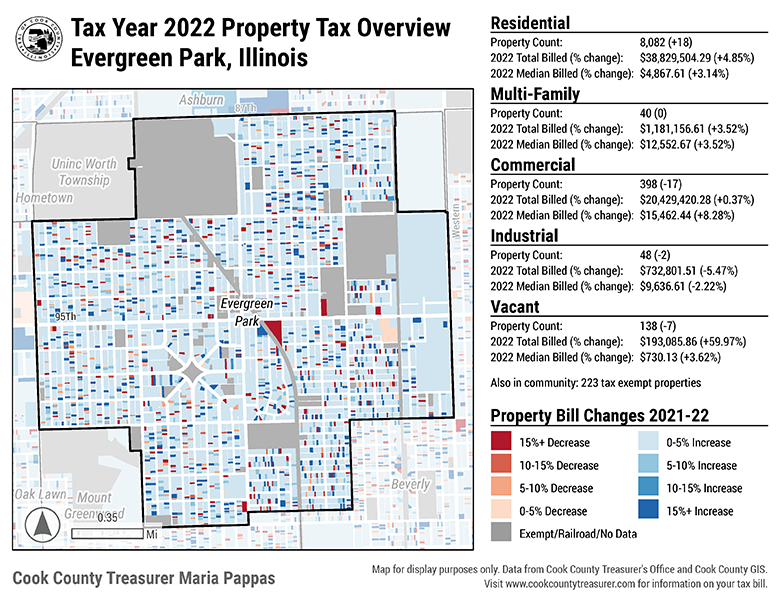 Tax Year 2022 Property Tax Overview
Evergreen Park, Illinois
Ashburn
87Th
Uninc Worth
Township
Hometown
Western
Evergreen
Park
95Th
Oak Lawn
Mount
Greenwood
Beverly
0.35
Mi
Residential
Property Count: 8,082 (+18)
2022 Total Billed (% change): $38,829,504.29 (+4.85%)
2022 Median Billed (% change): $4,867.61 (+3.14%)
Multi-Family
Property Count: 40 (0)
2022 Total Billed (% change): $1,181,156.61 (+3.52%)
2022 Median Billed (% change): $12,552.67 (+3.52%)
Commercial
Property Count: 398 (-17)
2022 Total Billed (% change): $20,429,420.28 (+0.37%)
2022 Median Billed (% change): $15,462.44 (+8.28%)
Industrial
Property Count: 48 (-2)
2022 Total Billed (% change): $732,801.51 (-5.47%)
2022 Median Billed (% change): $9,636.61 (-2.22%)
Vacant
Property Count: 138 (-7)
2022 Total Billed (% change): $193,085.86 (+59.97%)
2022 Median Billed (% change): $730.13 (+3.62%)
Also in community: 223 tax exempt properties
Property Bill Changes 2021-22
15%+ Decrease
10-15% Decrease
5-10% Decrease
0-5% Decrease
Exempt/Railroad/No Data
0-5% Increase
5-10% Increase
10-15% Increase
15%+ Increase
Cook County Treasurer Maria Pappas
Map for display purposes only. Data from Cook County Treasurer's Office and Cook County GIS.
Visit www.cookcountytreasurer.com for information on your tax bill.